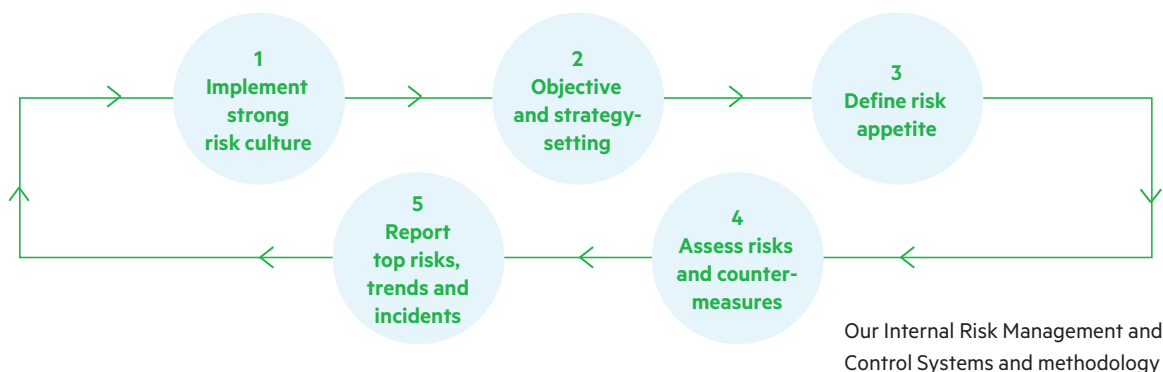 1
Implement
strong
risk culture
2
Objective
and strategy-
setting
3
Define risk
appetite
4
Assess risks
and counter-
measures
5
Report
top risks,
trends and
incidents
Our Internal Risk Management and
Control Systems and methodology